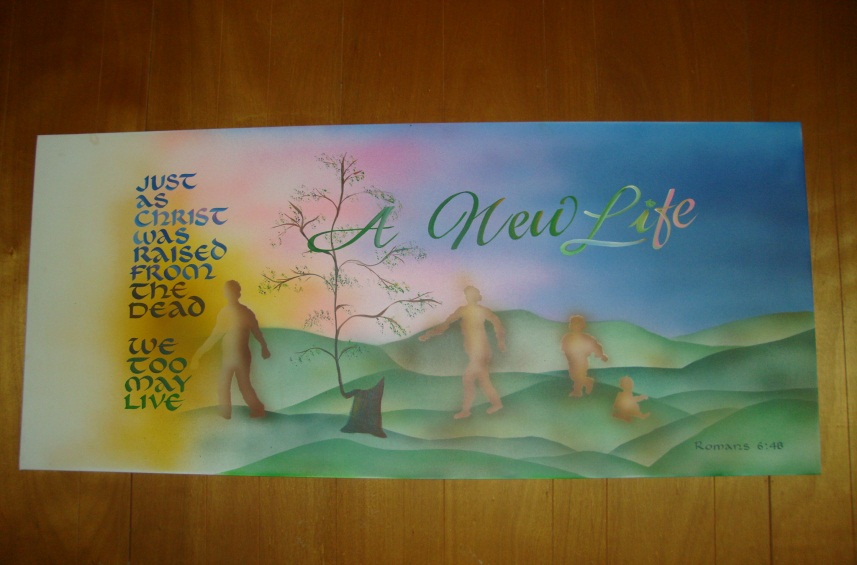 JUST
AS
CHRIST
WAS
RAISED
FROM
THE
DEAD
WE
TOO
MAY
LIVE
A New Life
Romans 6:4B